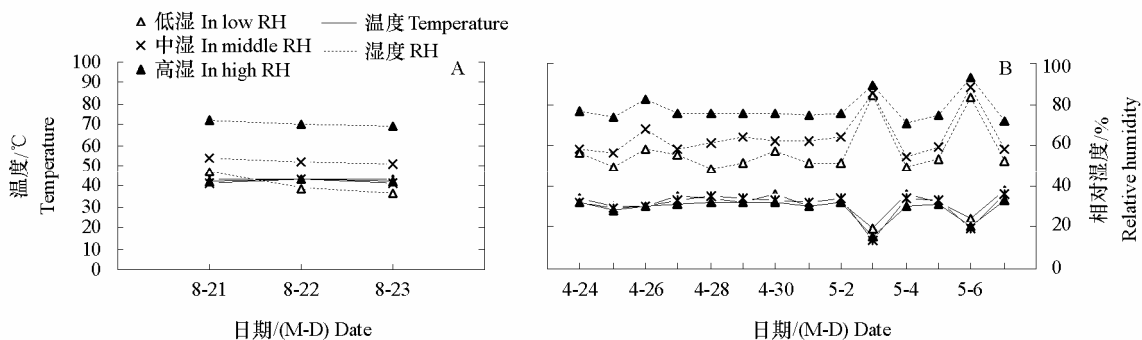 低湿 In low RH
中湿 In middle RH
高湿 In high RH
温度 Temperature
湿度 RH
A
B
温度/℃
Temperature
100
90
80
70
60
50
40
30
20
10
0
8-21 8-22 8-23
日期/(M-D) Date
100
80
60
40
20
0
相对湿度/%
Relative humidity
4-24 4-26 4-28 4-30 5-2 5-4 5-6
日期/(M-D) Date